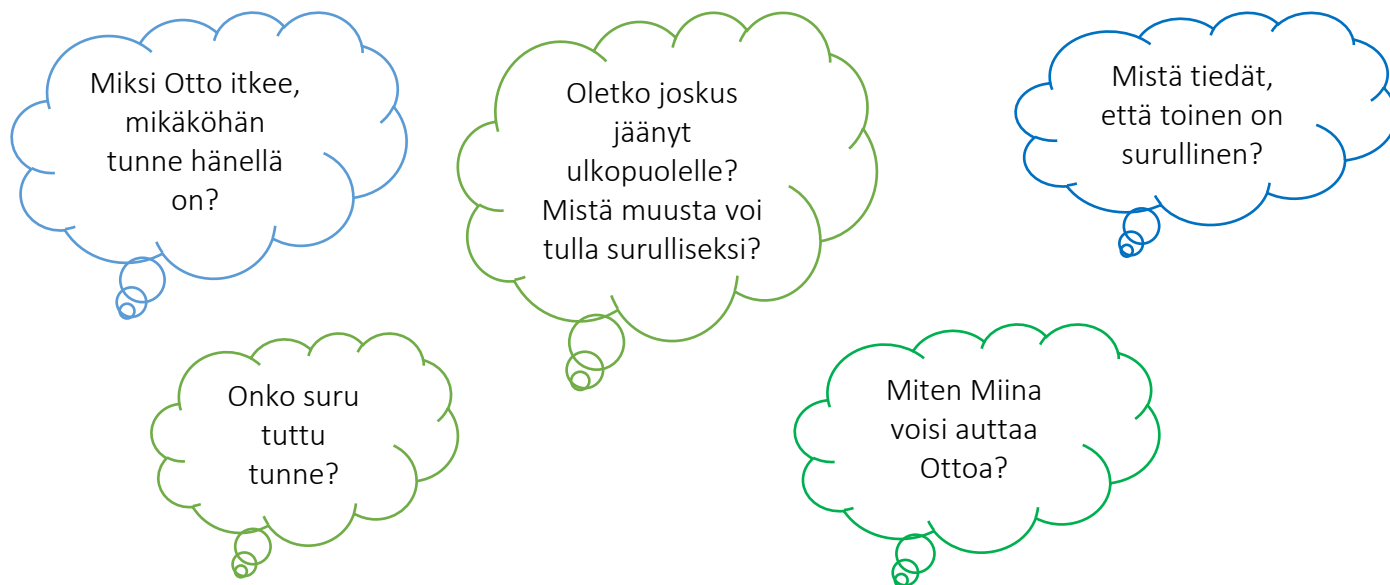 Miksi Otto itkee,
mikäköhän
tunne hänellä
on?
Oletko joskus
jäänyt
ulkopuolelle?
Mistä muusta voi
tulla surulliseksi?
Mistä tiedät,
että toinen on
surullinen?
Onko suru
tuttu
tunne?
Miten Miina
voisi auttaa
Ottoa?